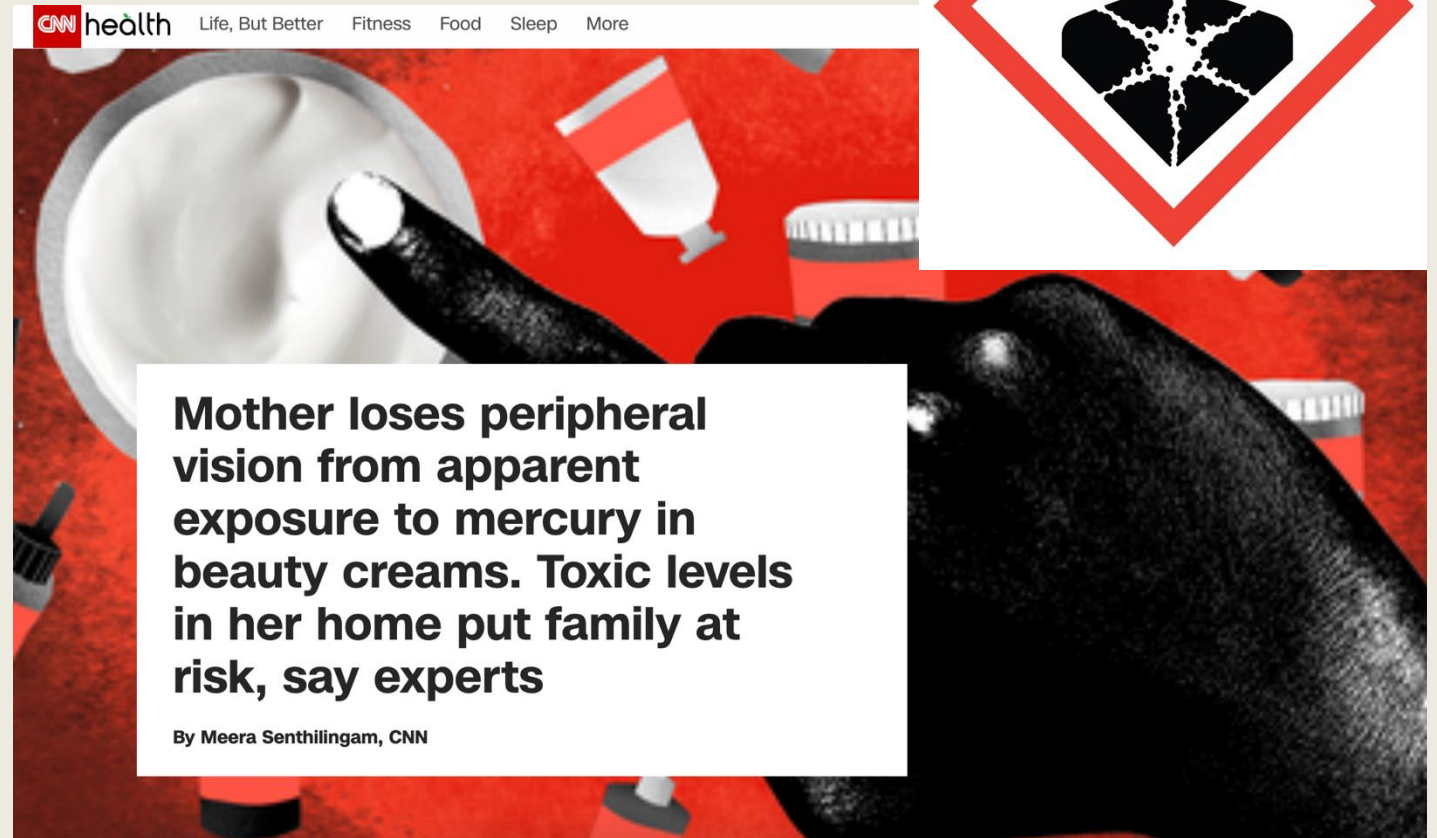 CNN health Life, But Better Fitness Food Sleep More
Mother loses peripheral
vision from apparent
exposure to mercury in
beauty creams. Toxic levels
in her home put family at
risk, say experts
By Meera Senthilingam, CNN